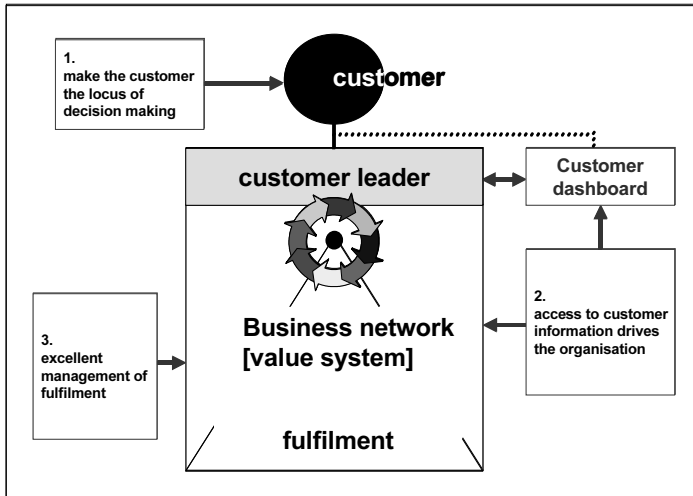 1.
make the customer
the locus of
decision making
customer
customer leader
Customer
dashboard
2.
access to customer
information drives
the organisation
3.
excellent
management of
fulfilment
Business network
[value system]
fulfilment